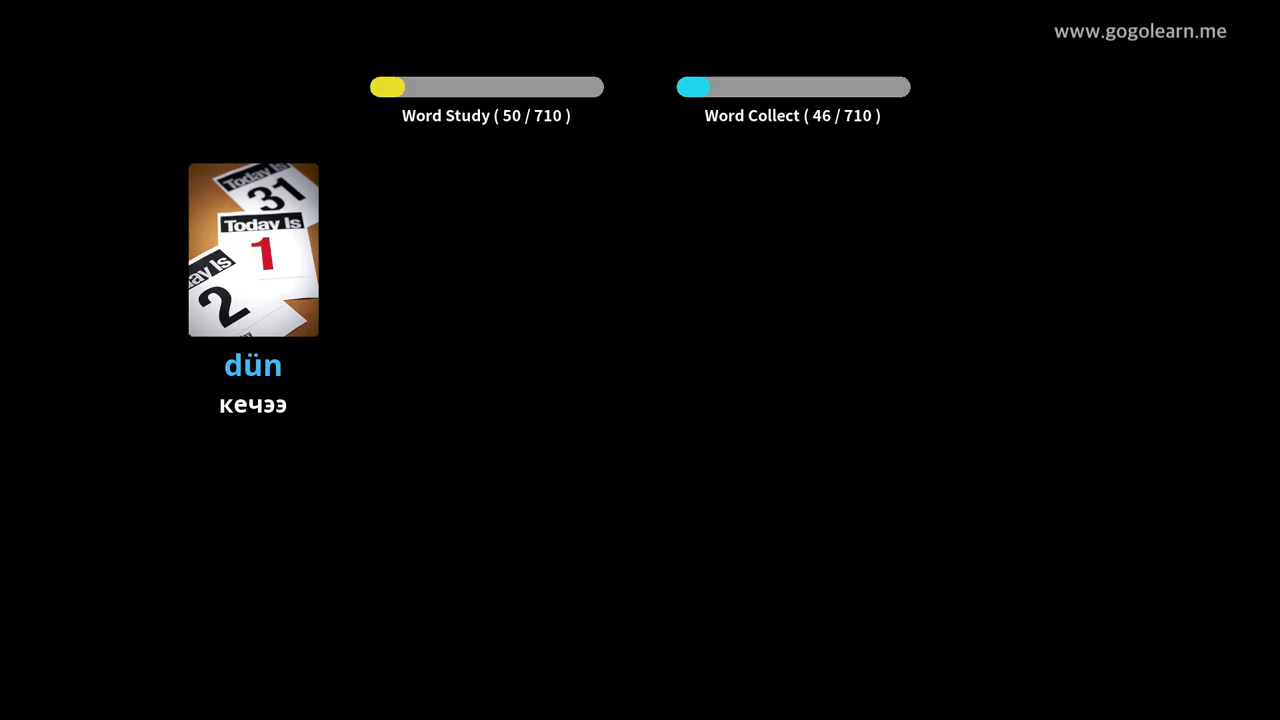 www.gogolearn.me
Word Study ( 50 / 710 )
Word Collect ( 46 / 710 )
Today Is
31
Today Is
1
ay Is
2
dün
кечээ